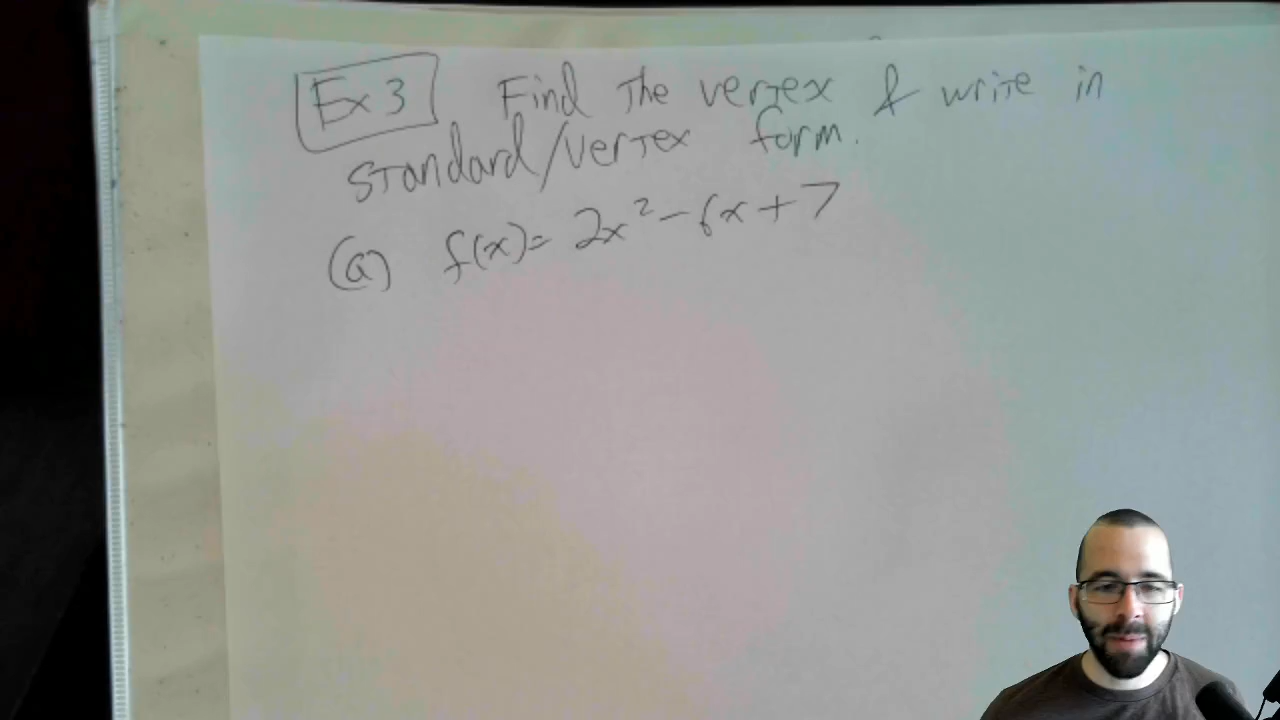 Ex 3 Find the vertex & write in
standard/vertex form.
(a) f(x)= 2x²-6x+7